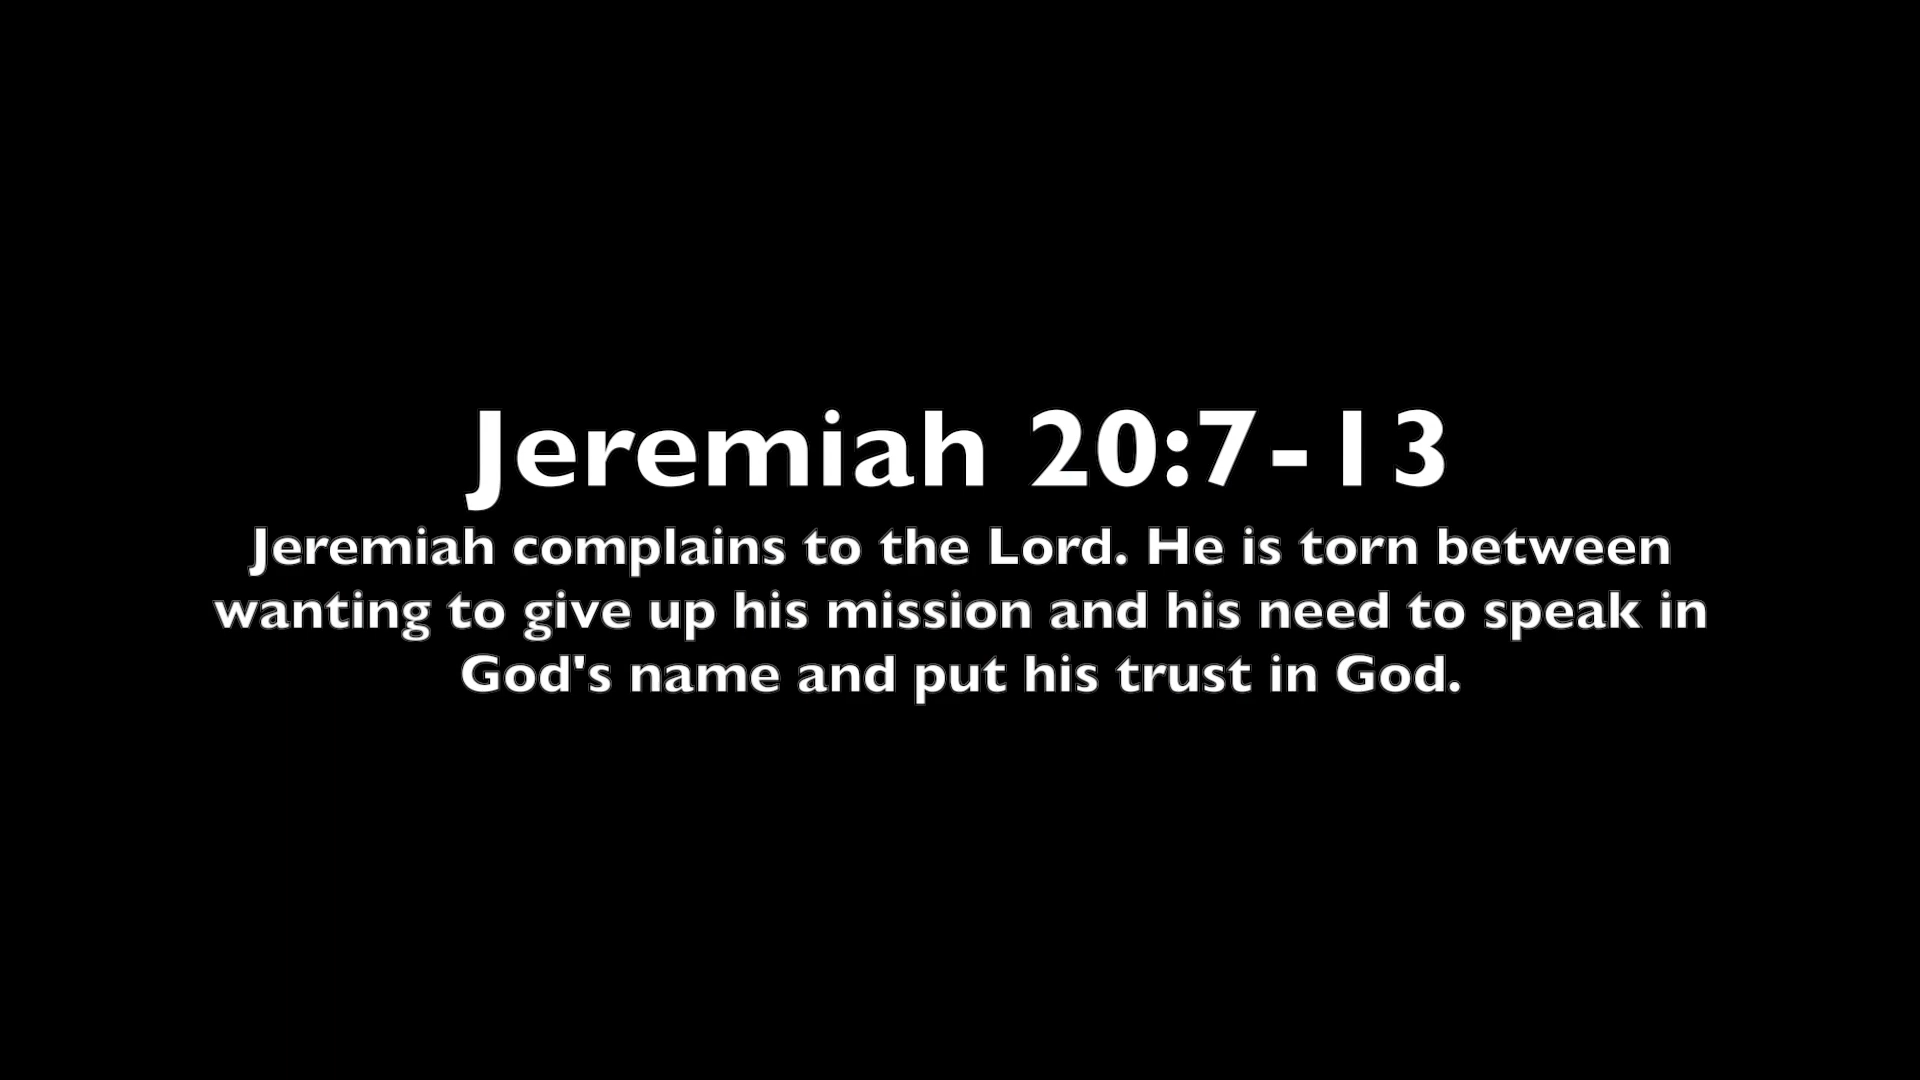 Jeremiah 20:7-13
Jeremiah complains to the Lord. He is torn between
wanting to give up his mission and his need to speak in
God's name and put his trust in God.